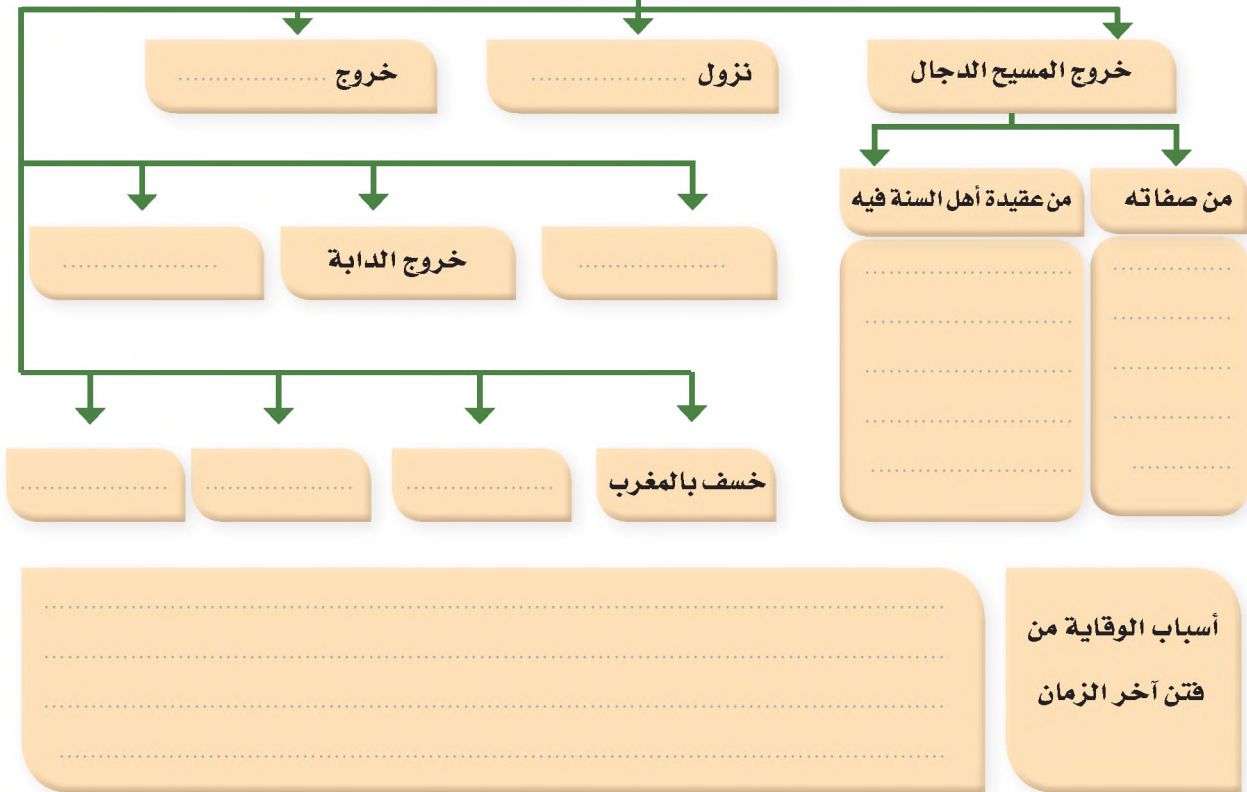 خروج المسيح الدجال
نزول ....................
خروج ....................
من صفاته
من عقيدة أهل السنة فيه
....................
خروج الدابة
....................
خسف بالمغرب
....................
....................
....................
أسباب الوقاية من
فتن آخر الزمان